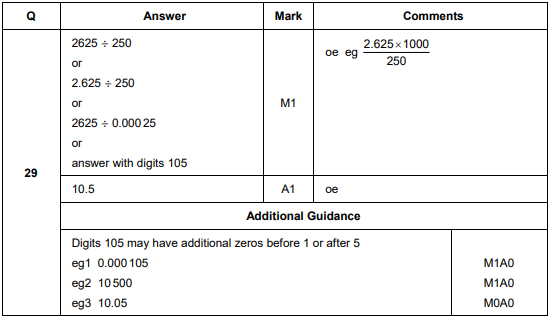 Q Answer Mark Comments
29
2625 ÷ 250
or
2.625 ÷ 250
or
2625 ÷ 0.000 25
or
answer with digits 105
M1
oe eg 2.625 × 1000
250
10.5 A1 oe
Additional Guidance
Digits 105 may have additional zeros before 1 or after 5
eg1 0.000 105 M1A0
eg2 10 500 M1A0
eg3 10.05 M0A0